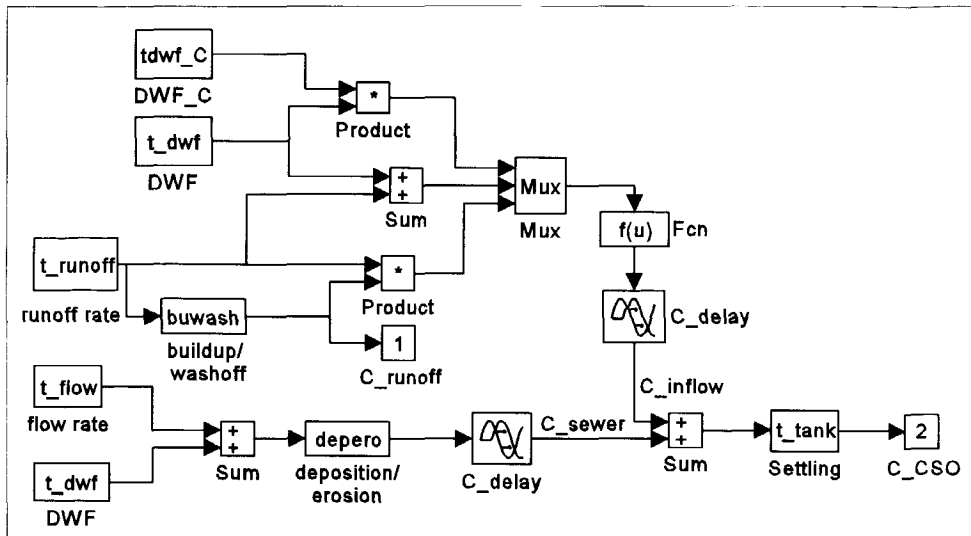 tdwf_C
DWF_C
*
Product
t_dwf
DWF
+
+
Sum
Mux
Mux
f(u)
Fcn
t_runoff
runoff rate
*
Product
buwash
buildup/
washoff
1
C_runoff
C_delay
C_inflow
t_flow
flow rate
+
+
Sum
depero
deposition/
erosion
C_delay
C_sewer
+
+
Sum
t_tank
Settling
2
C_CSO
t_dwf
DWF